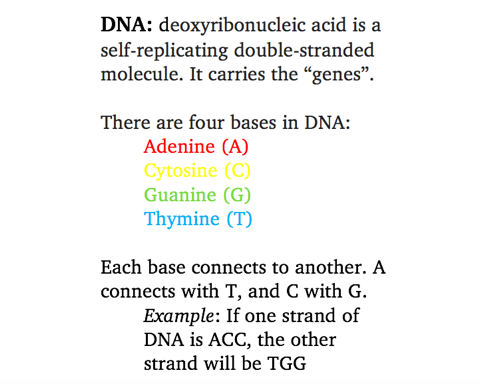 DNA: deoxyribonucleic acid is a
self-replicating double-stranded
molecule. It carries the “genes”.
There are four bases in DNA:
Adenine (A)
Cytosine (C)
Guanine (G)
Thymine (T)
Each base connects to another. A
connects with T, and C with G.
Example: If one strand of
DNA is ACC, the other
strand will be TGG